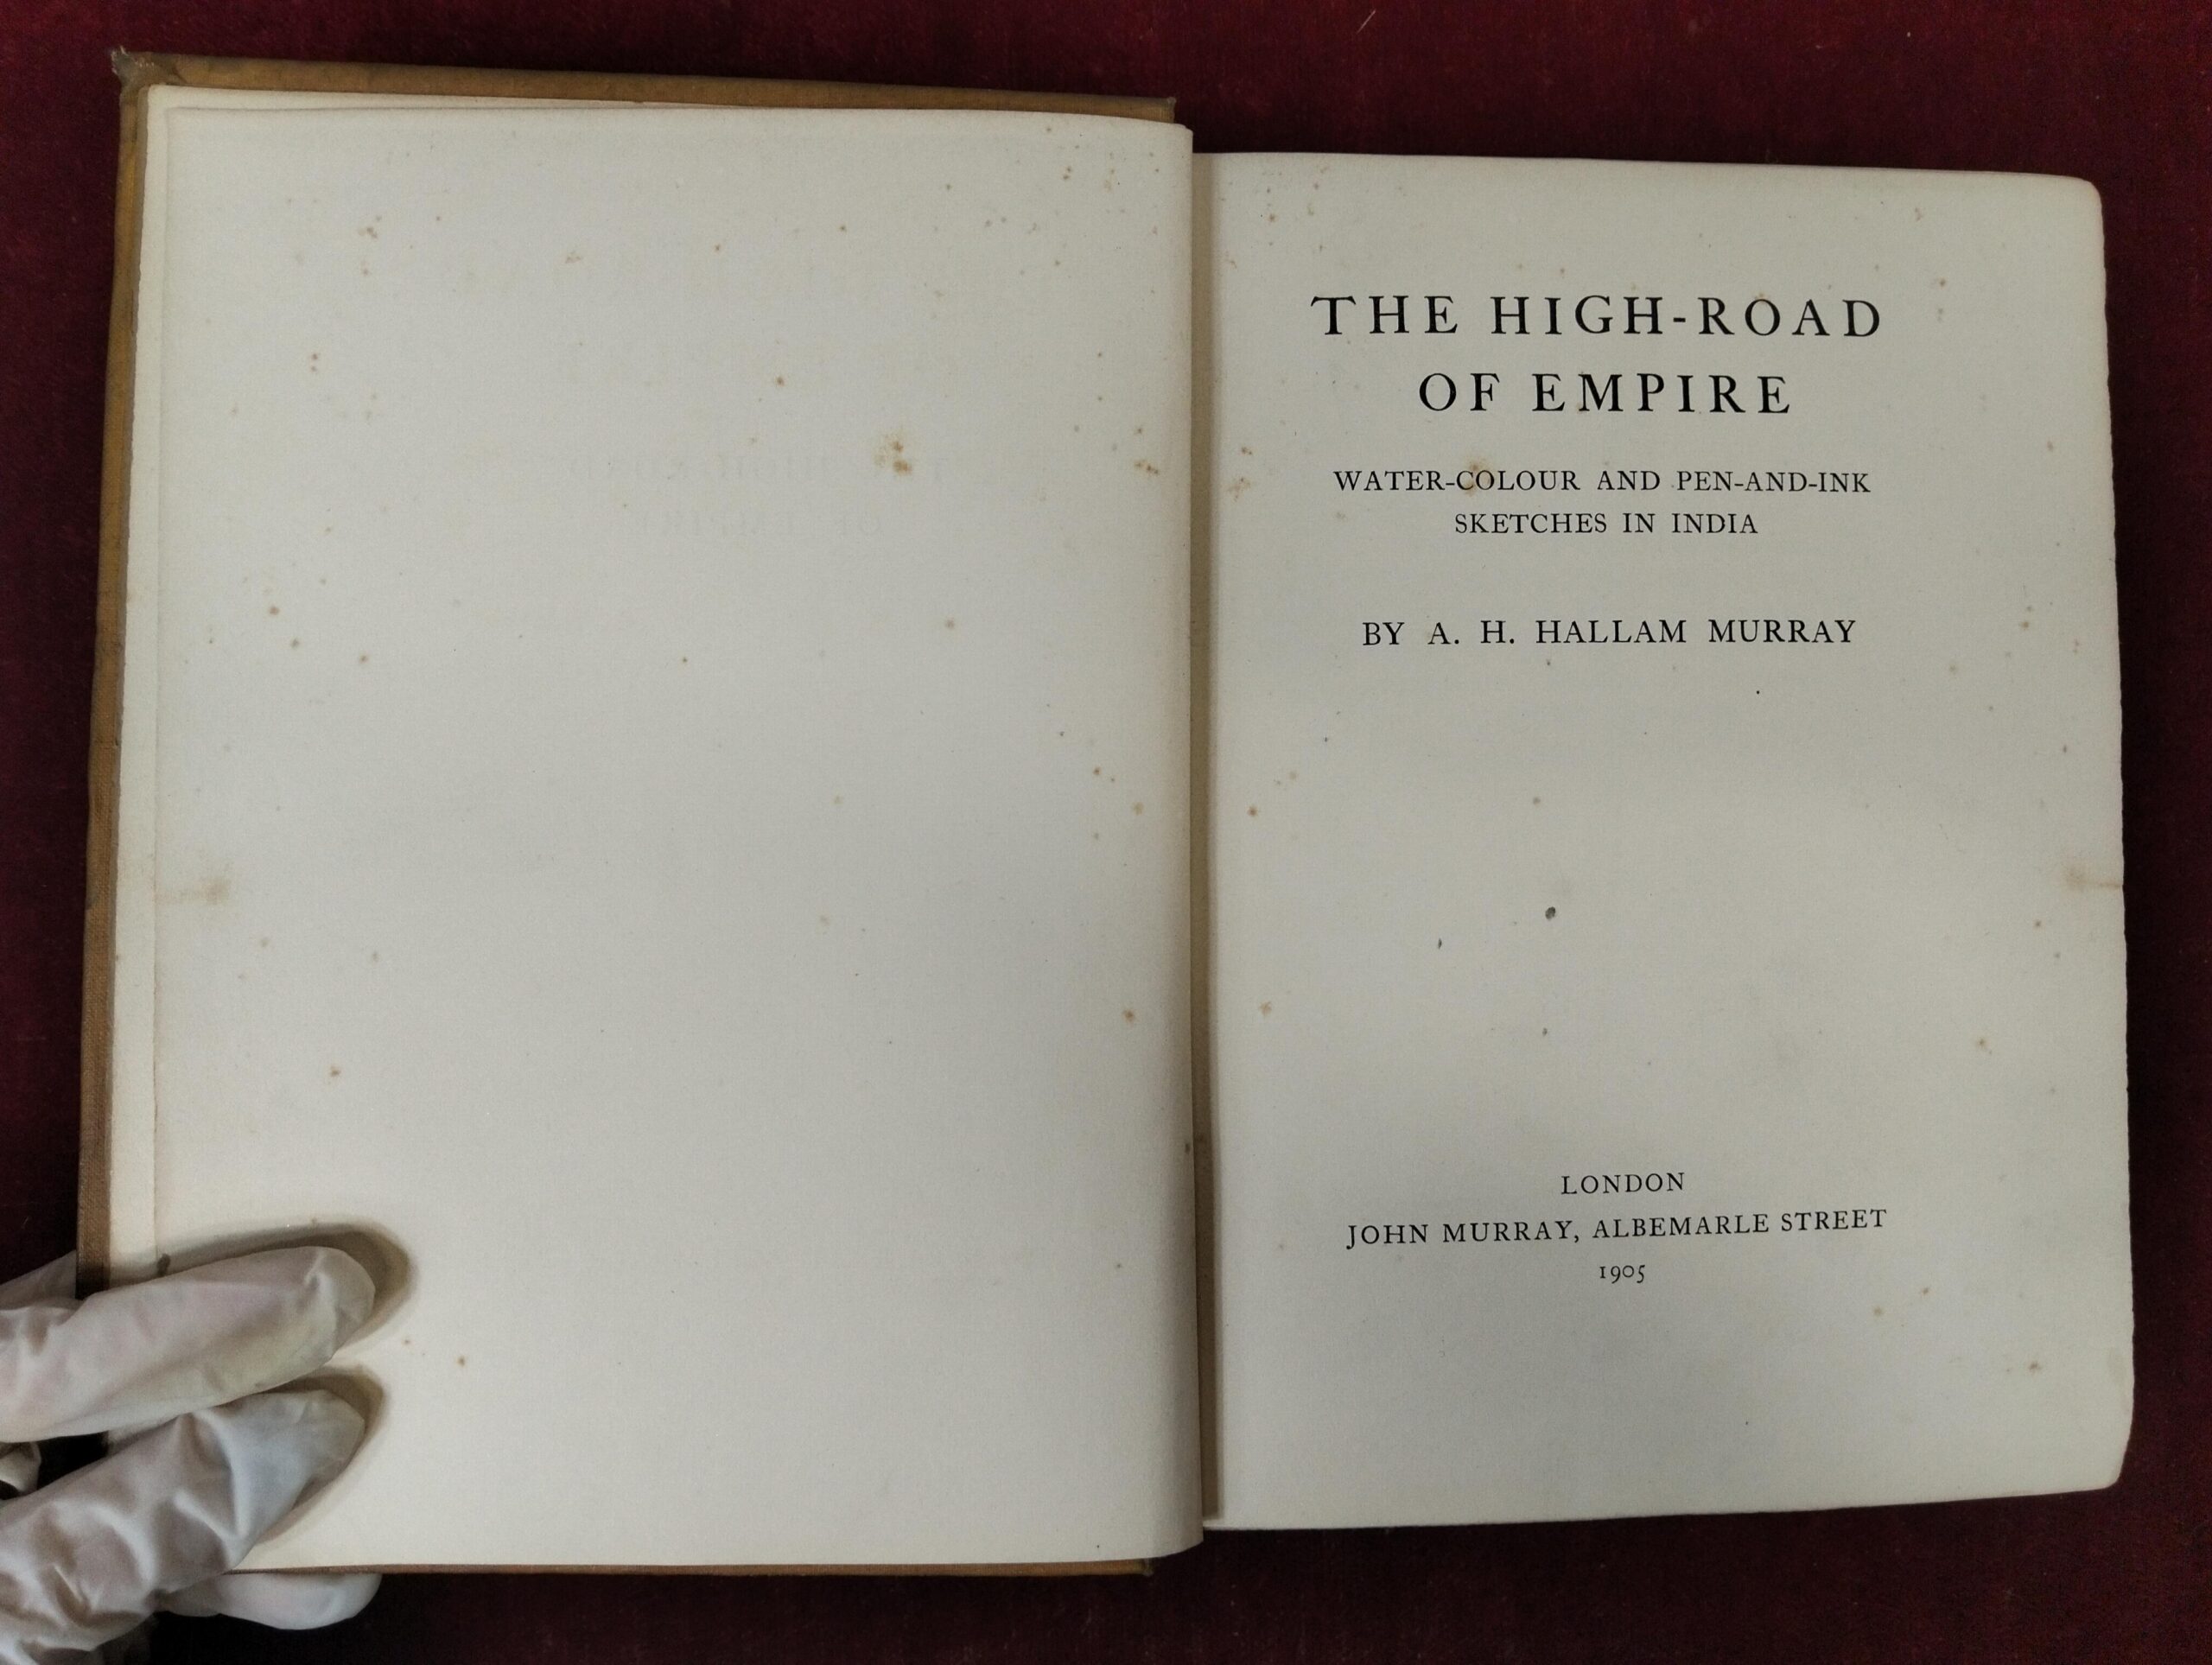 THE HIGH-ROAD
OF EMPIRE
WATER-COLOUR AND PEN-AND-INK
SKETCHES IN INDIA
BY A. H. HALLAM MURRAY
LONDON
JOHN MURRAY, ALBEMARLE STREET
1905